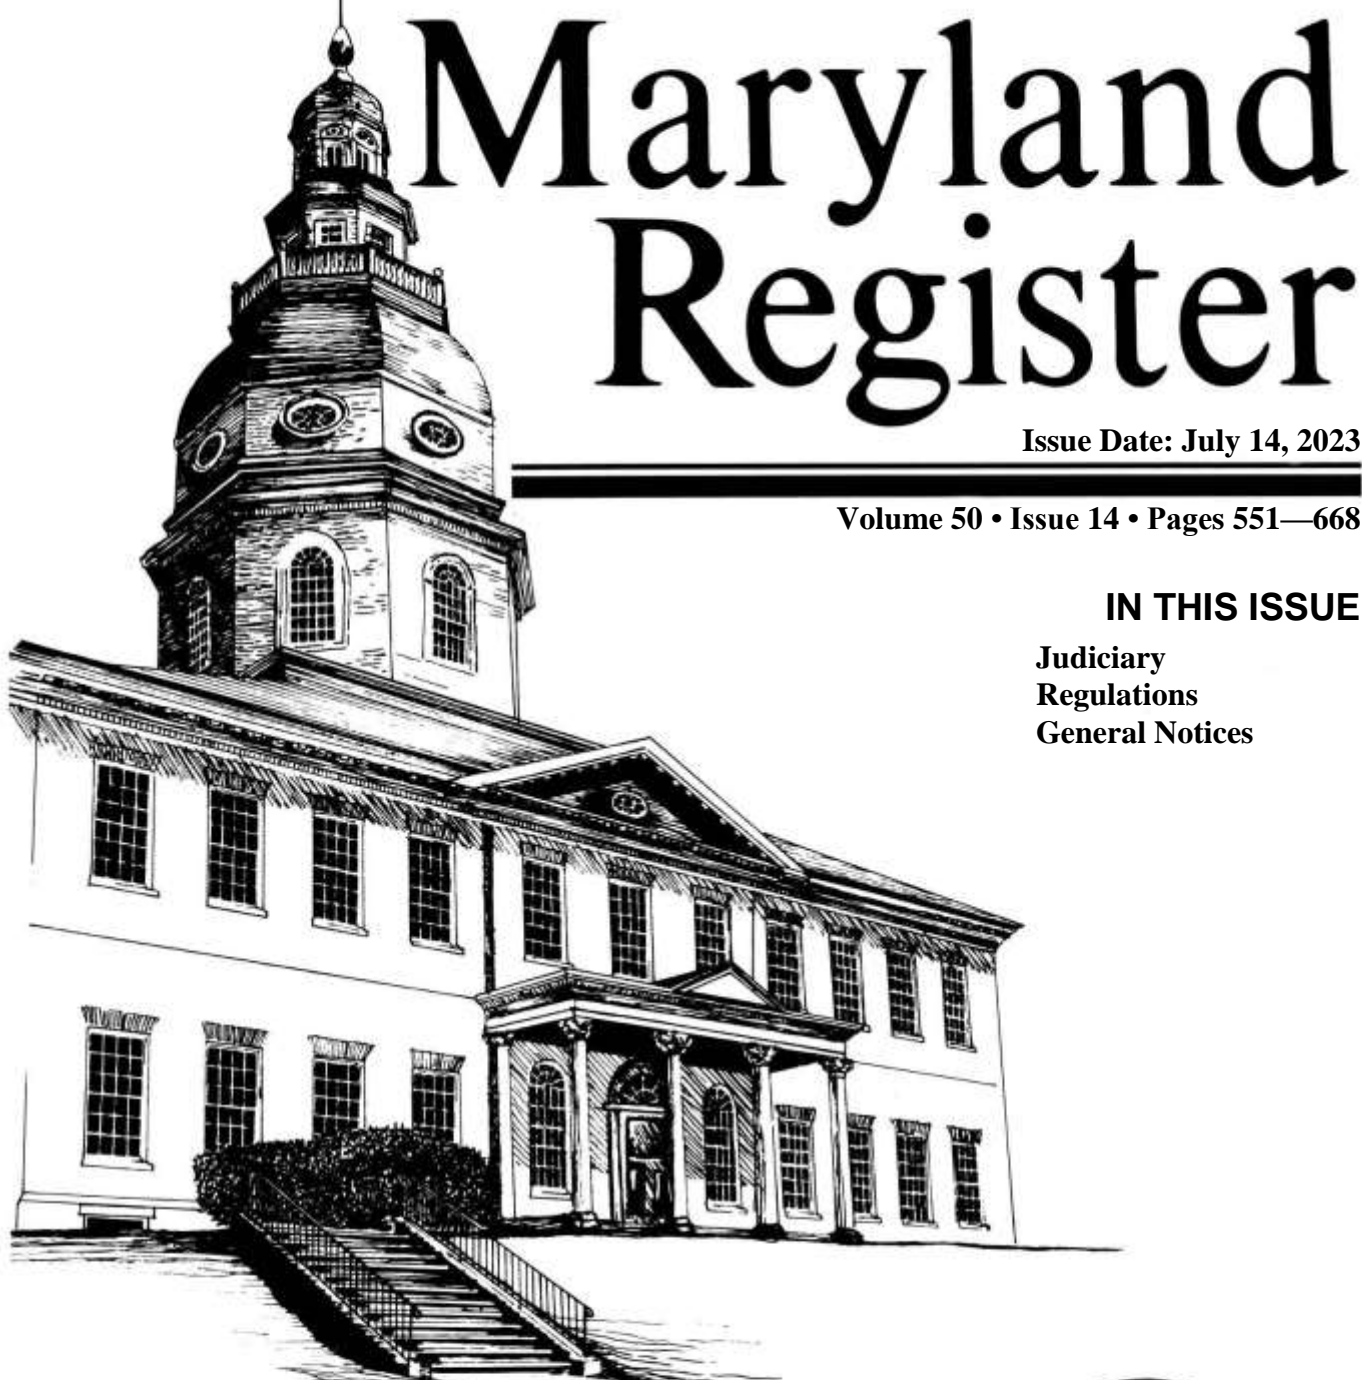 Maryland
Register
Issue Date: July 14, 2023
Volume 50 • Issue 14 • Pages 551—668
IN THIS ISSUE
Judiciary
Regulations
General Notices